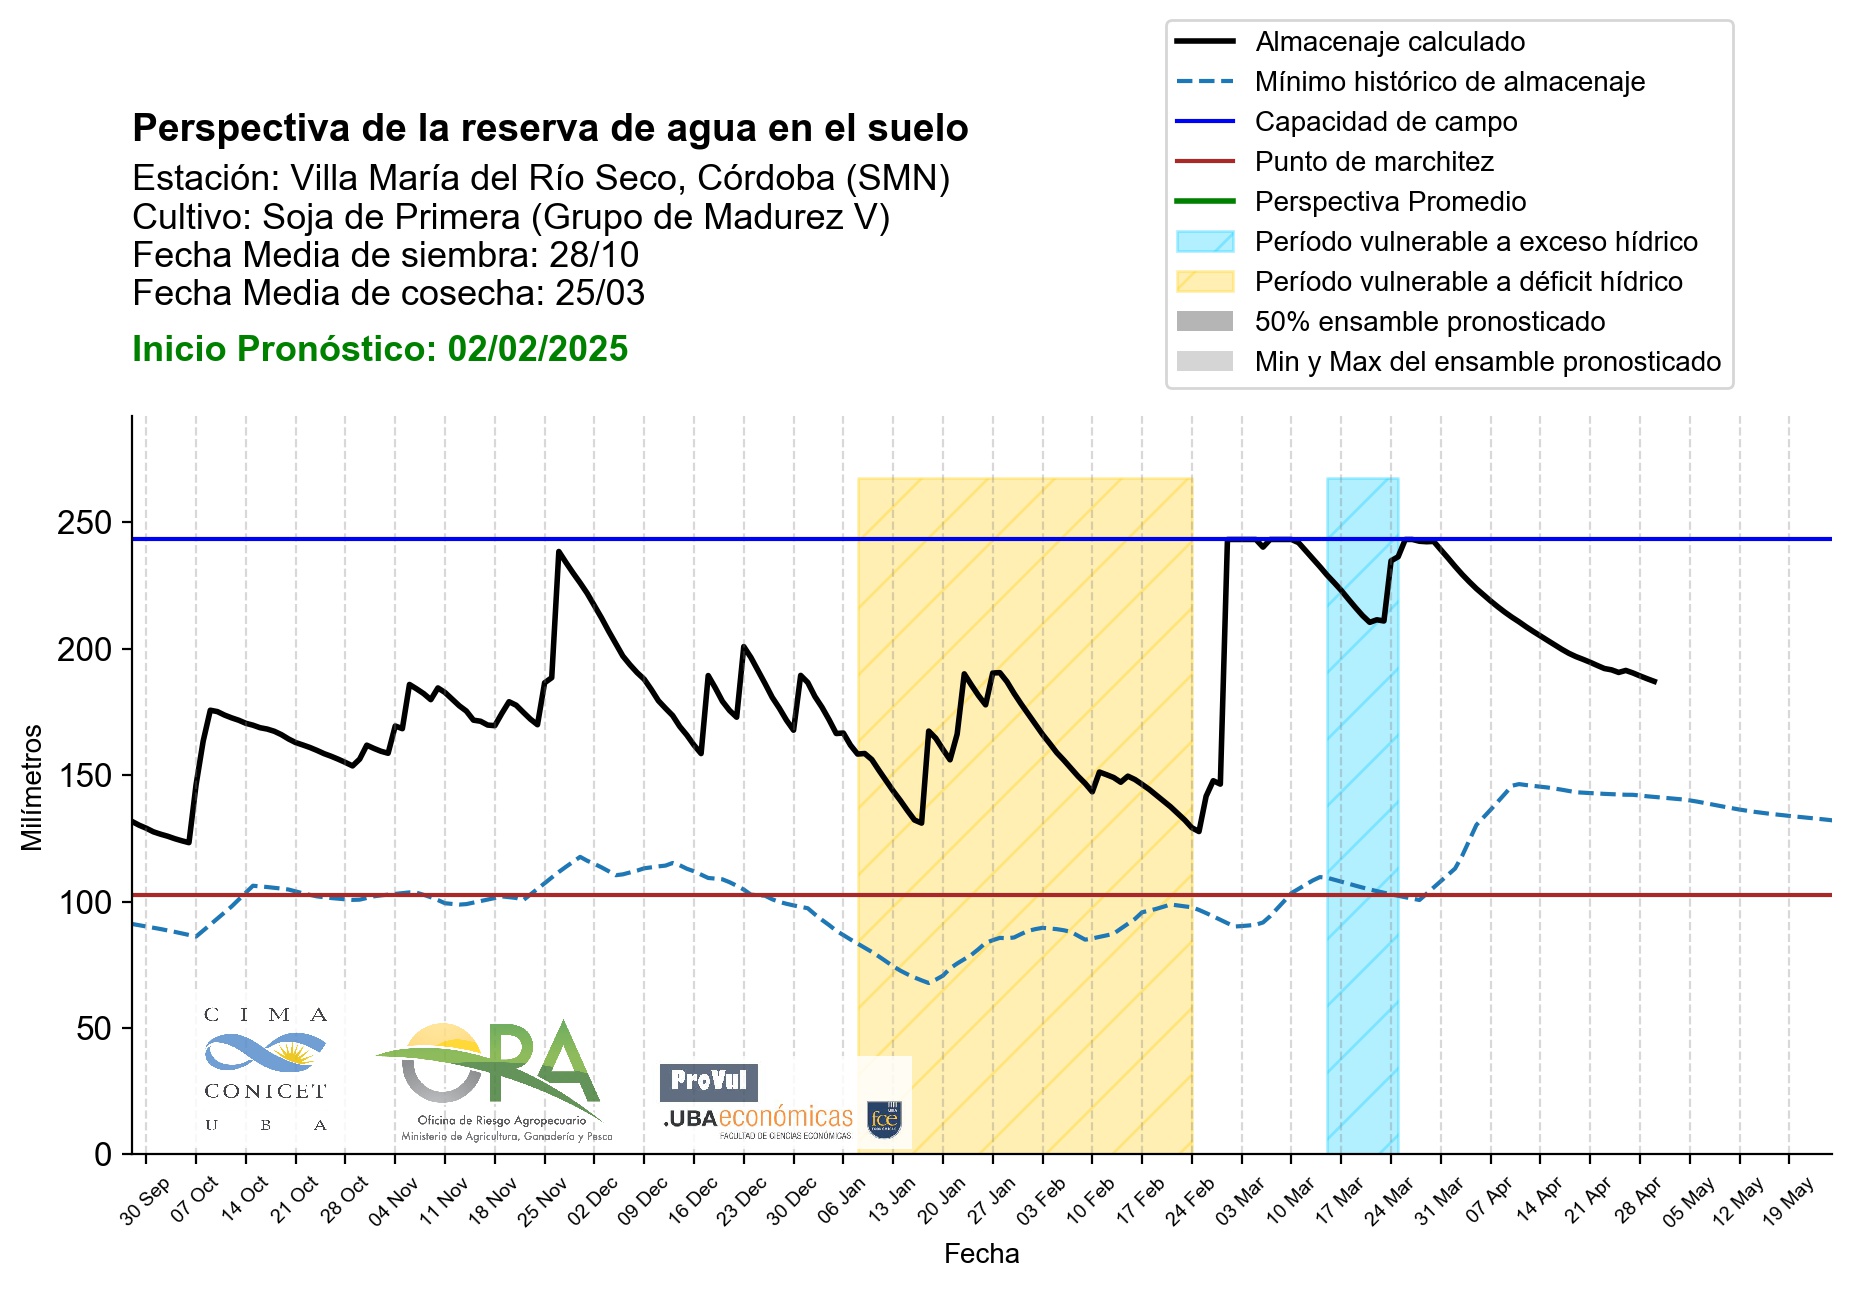 Almacenaje calculado
Mínimo histórico de almacenaje
Capacidad de campo
Punto de marchitez
Perspectiva Promedio
Período vulnerable a exceso hídrico
Período vulnerable a déficit hídrico
50% ensamble pronosticado
Min y Max del ensamble pronosticado
Perspectiva de la reserva de agua en el suelo
Estación: Villa María del Río Seco, Córdoba (SMN)
Cultivo: Soja de Primera (Grupo de Madurez V)
Fecha Media de siembra: 28/10
Fecha Media de cosecha: 25/03
Inicio Pronóstico: 02/02/2025
Milímetros
250
200
150
100
50
0
CIMA
CONICET
UBA
ORA
Oficina de Riesgo Agropecuario
Ministerio de Agricultura, Ganadería y Pesca
ProVul
.UBAeconómicas
FACULTAD DE CIENCIAS ECONÓMICAS
fce
30 Sep
07 Oct
14 Oct
21 Oct
28 Oct
04 Nov
11 Nov
18 Nov
25 Nov
02 Dec
09 Dec
16 Dec
23 Dec
30 Dec
06 Jan
13 Jan
20 Jan
27 Jan
03 Feb
10 Feb
17 Feb
24 Feb
03 Mar
10 Mar
17 Mar
24 Mar
31 Mar
07 Apr
14 Apr
21 Apr
28 Apr
05 May
12 May
19 May
Fecha